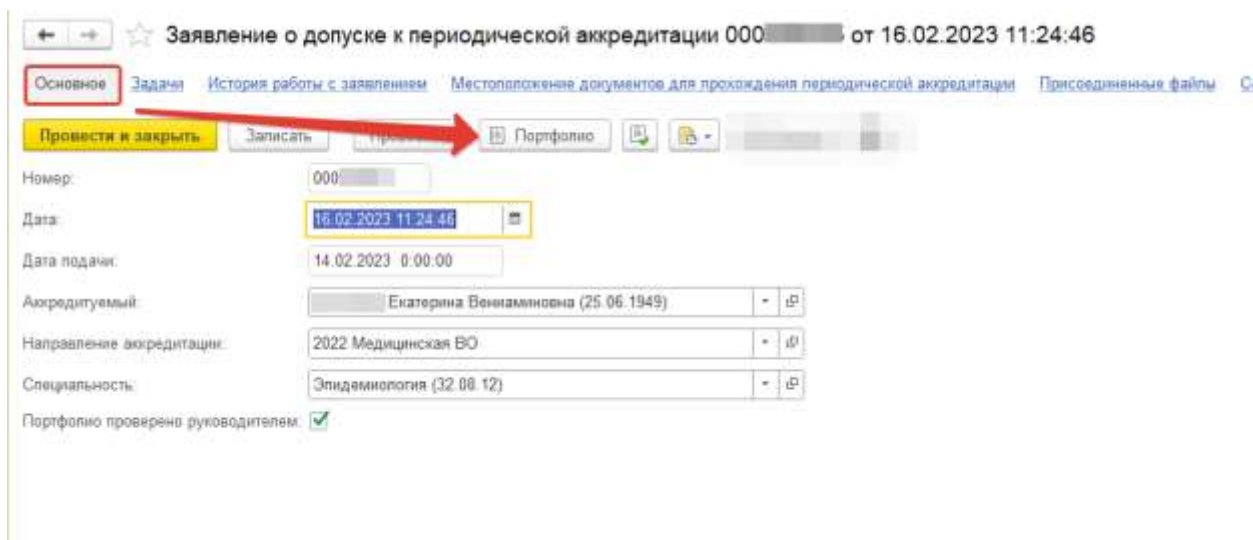 Заявление о допуске к периодической аккредитации 000 от 16.02.2023 11:24:46
Основное Задачи История работы с заявлением Местоположение документов для прохождения периодической аккредитации Присоединенные файлы
Провести и закрыть Записать Портфолио
Номер: 000
Дата: 16.02.2023 11:24:46
Дата подачи: 14.02.2023 0:00:00
Аккредитуемый: Екатерина Вениаминовна (25.06.1949)
Направление аккредитации: 2022 Медицинская ВО
Специальность: Эпидемиология (32.08.12)
Портфолио проверено руководителем: